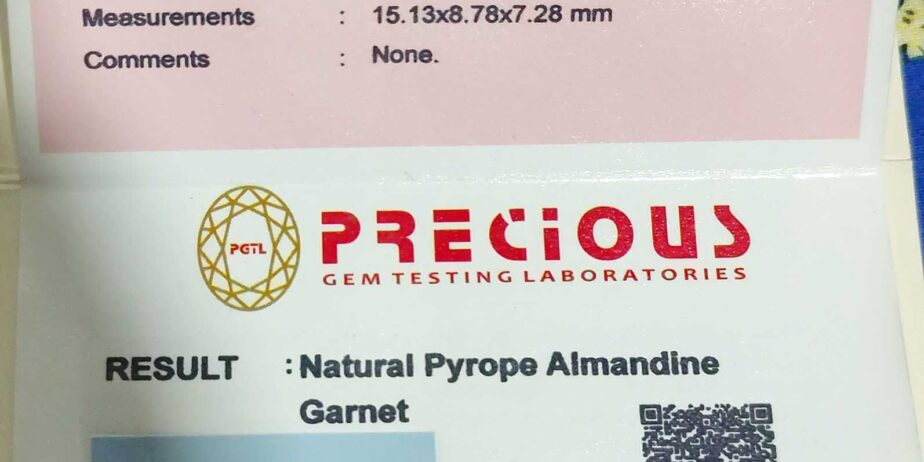 Measurements : 15.13x8.78x7.28 mm
Comments : None.
PGTL
PRECIOUS
GEM TESTING LABORATORIES
RESULT : Natural Pyrope Almandine
Garnet